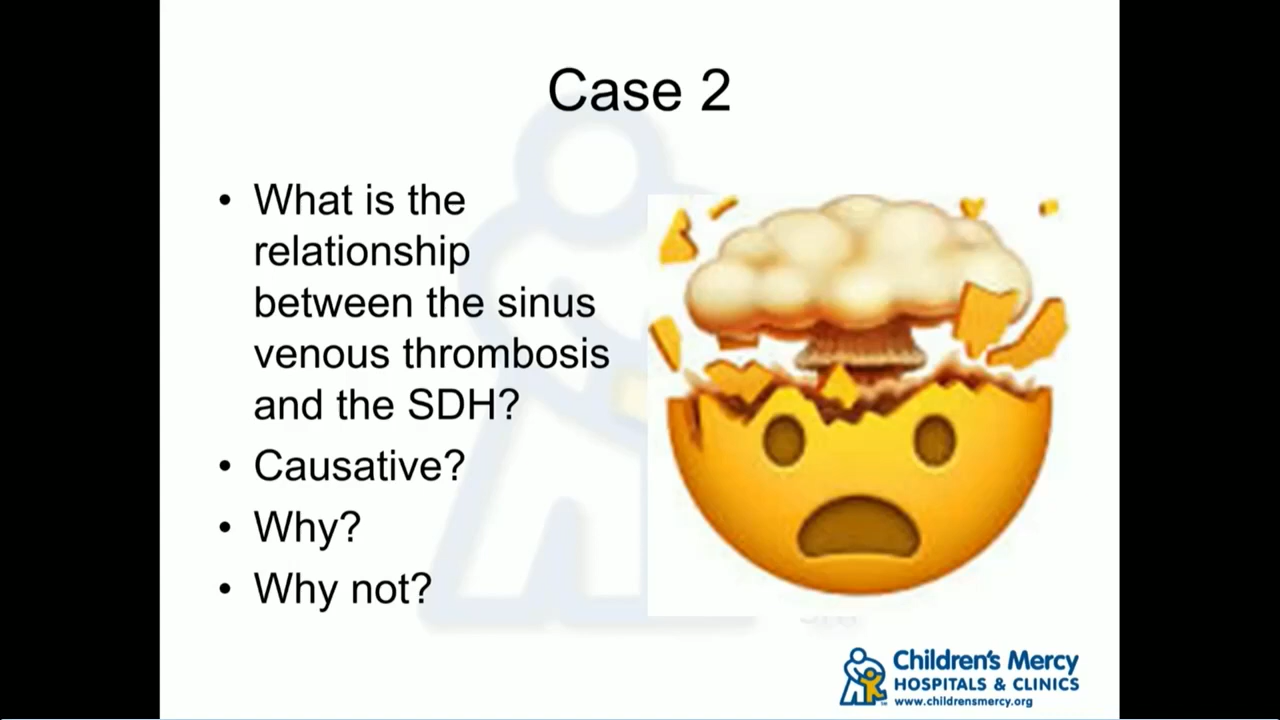 Case 2
• What is the
relationship
between the sinus
venous thrombosis
and the SDH?
• Causative?
• Why?
• Why not?
Children's Mercy
HOSPITALS & CLINICS
www.childrensmercy.org